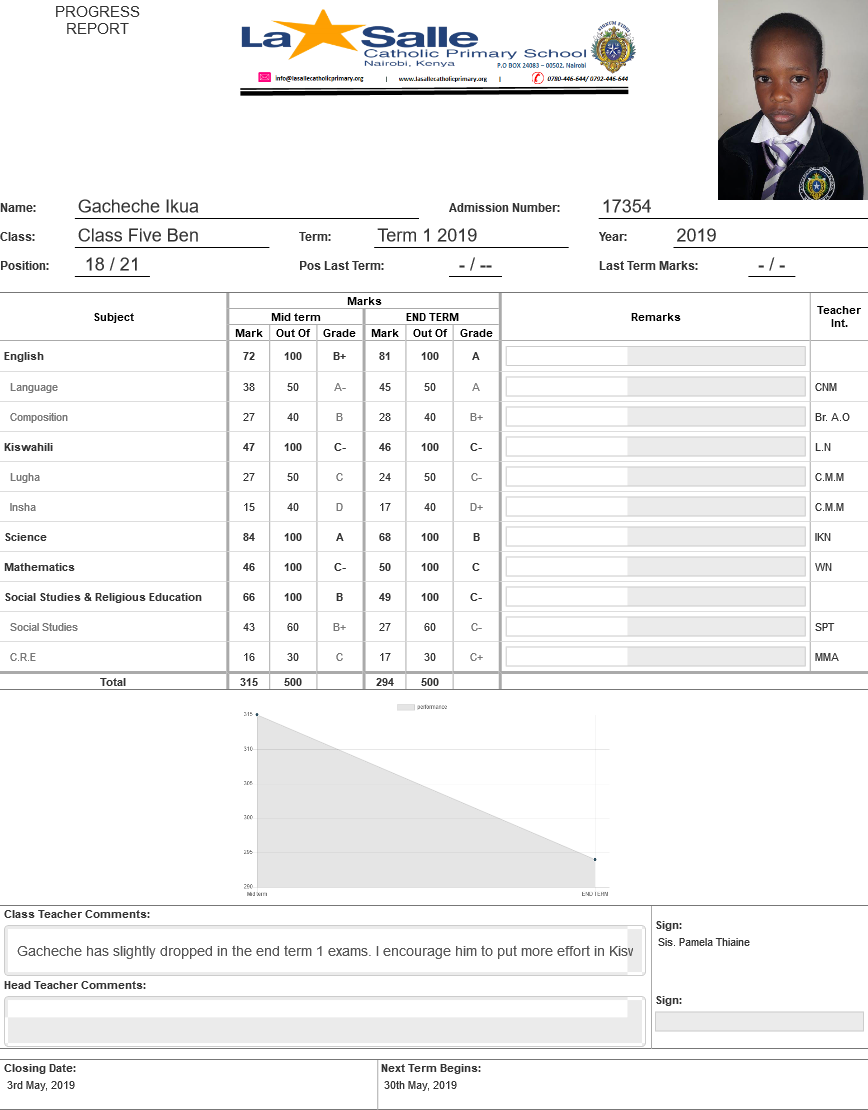 PROGRESS
REPORT
La Salle
Catholic Primary School
Nairobi, Kenya
P.O BOX 24083 – 00502, Nairobi
info@lasallecatholicprimary.org | www.lasallecatholicprimary.org | 0780-446-644/ 0792-446-644
Name: Gacheche Ikua Admission Number: 17354
Class: Class Five Ben Term: Term 1 2019 Year: 2019
Position: 18 / 21 Pos Last Term: - / -- Last Term Marks: - / -
Subject Marks Remarks Teacher Int.
Mid term END TERM
Mark Out Of Grade Mark Out Of Grade
English 72 100 B+ 81 100 A
Language 38 50 A- 45 50 A CNM
Composition 27 40 B 28 40 B+ Br. A.O
Kiswahili 47 100 C- 46 100 C- L.N
Lugha 27 50 C 24 50 C- C.M.M
Insha 15 40 D 17 40 D+ C.M.M
Science 84 100 A 68 100 B IKN
Mathematics 46 100 C- 50 100 C WN
Social Studies & Religious Education 66 100 B 49 100 C-
Social Studies 43 60 B+ 27 60 C- SPT
C.R.E 16 30 C 17 30 C+ MMA
Total 315 500 294 500
performance
315
310
305
300
295
290
Mid term END TERM
Class Teacher Comments:
Gacheche has slightly dropped in the end term 1 exams. I encourage him to put more effort in Kisw
Sign:
Sis. Pamela Thiaine
Head Teacher Comments:
Sign:
Closing Date: Next Term Begins:
3rd May, 2019 30th May, 2019